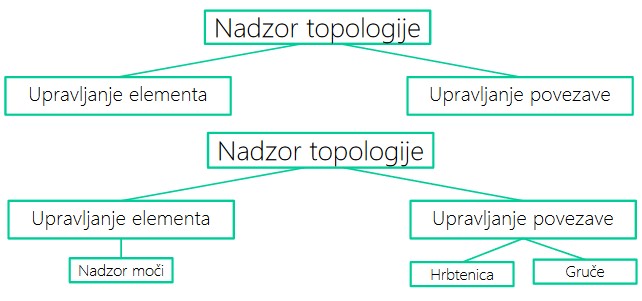 Nadzor topologije
Upravljanje elementa
Upravljanje povezave
Nadzor topologije
Upravljanje elementa
Upravljanje povezave
Nadzor moči
Hrbtenica
Gruče